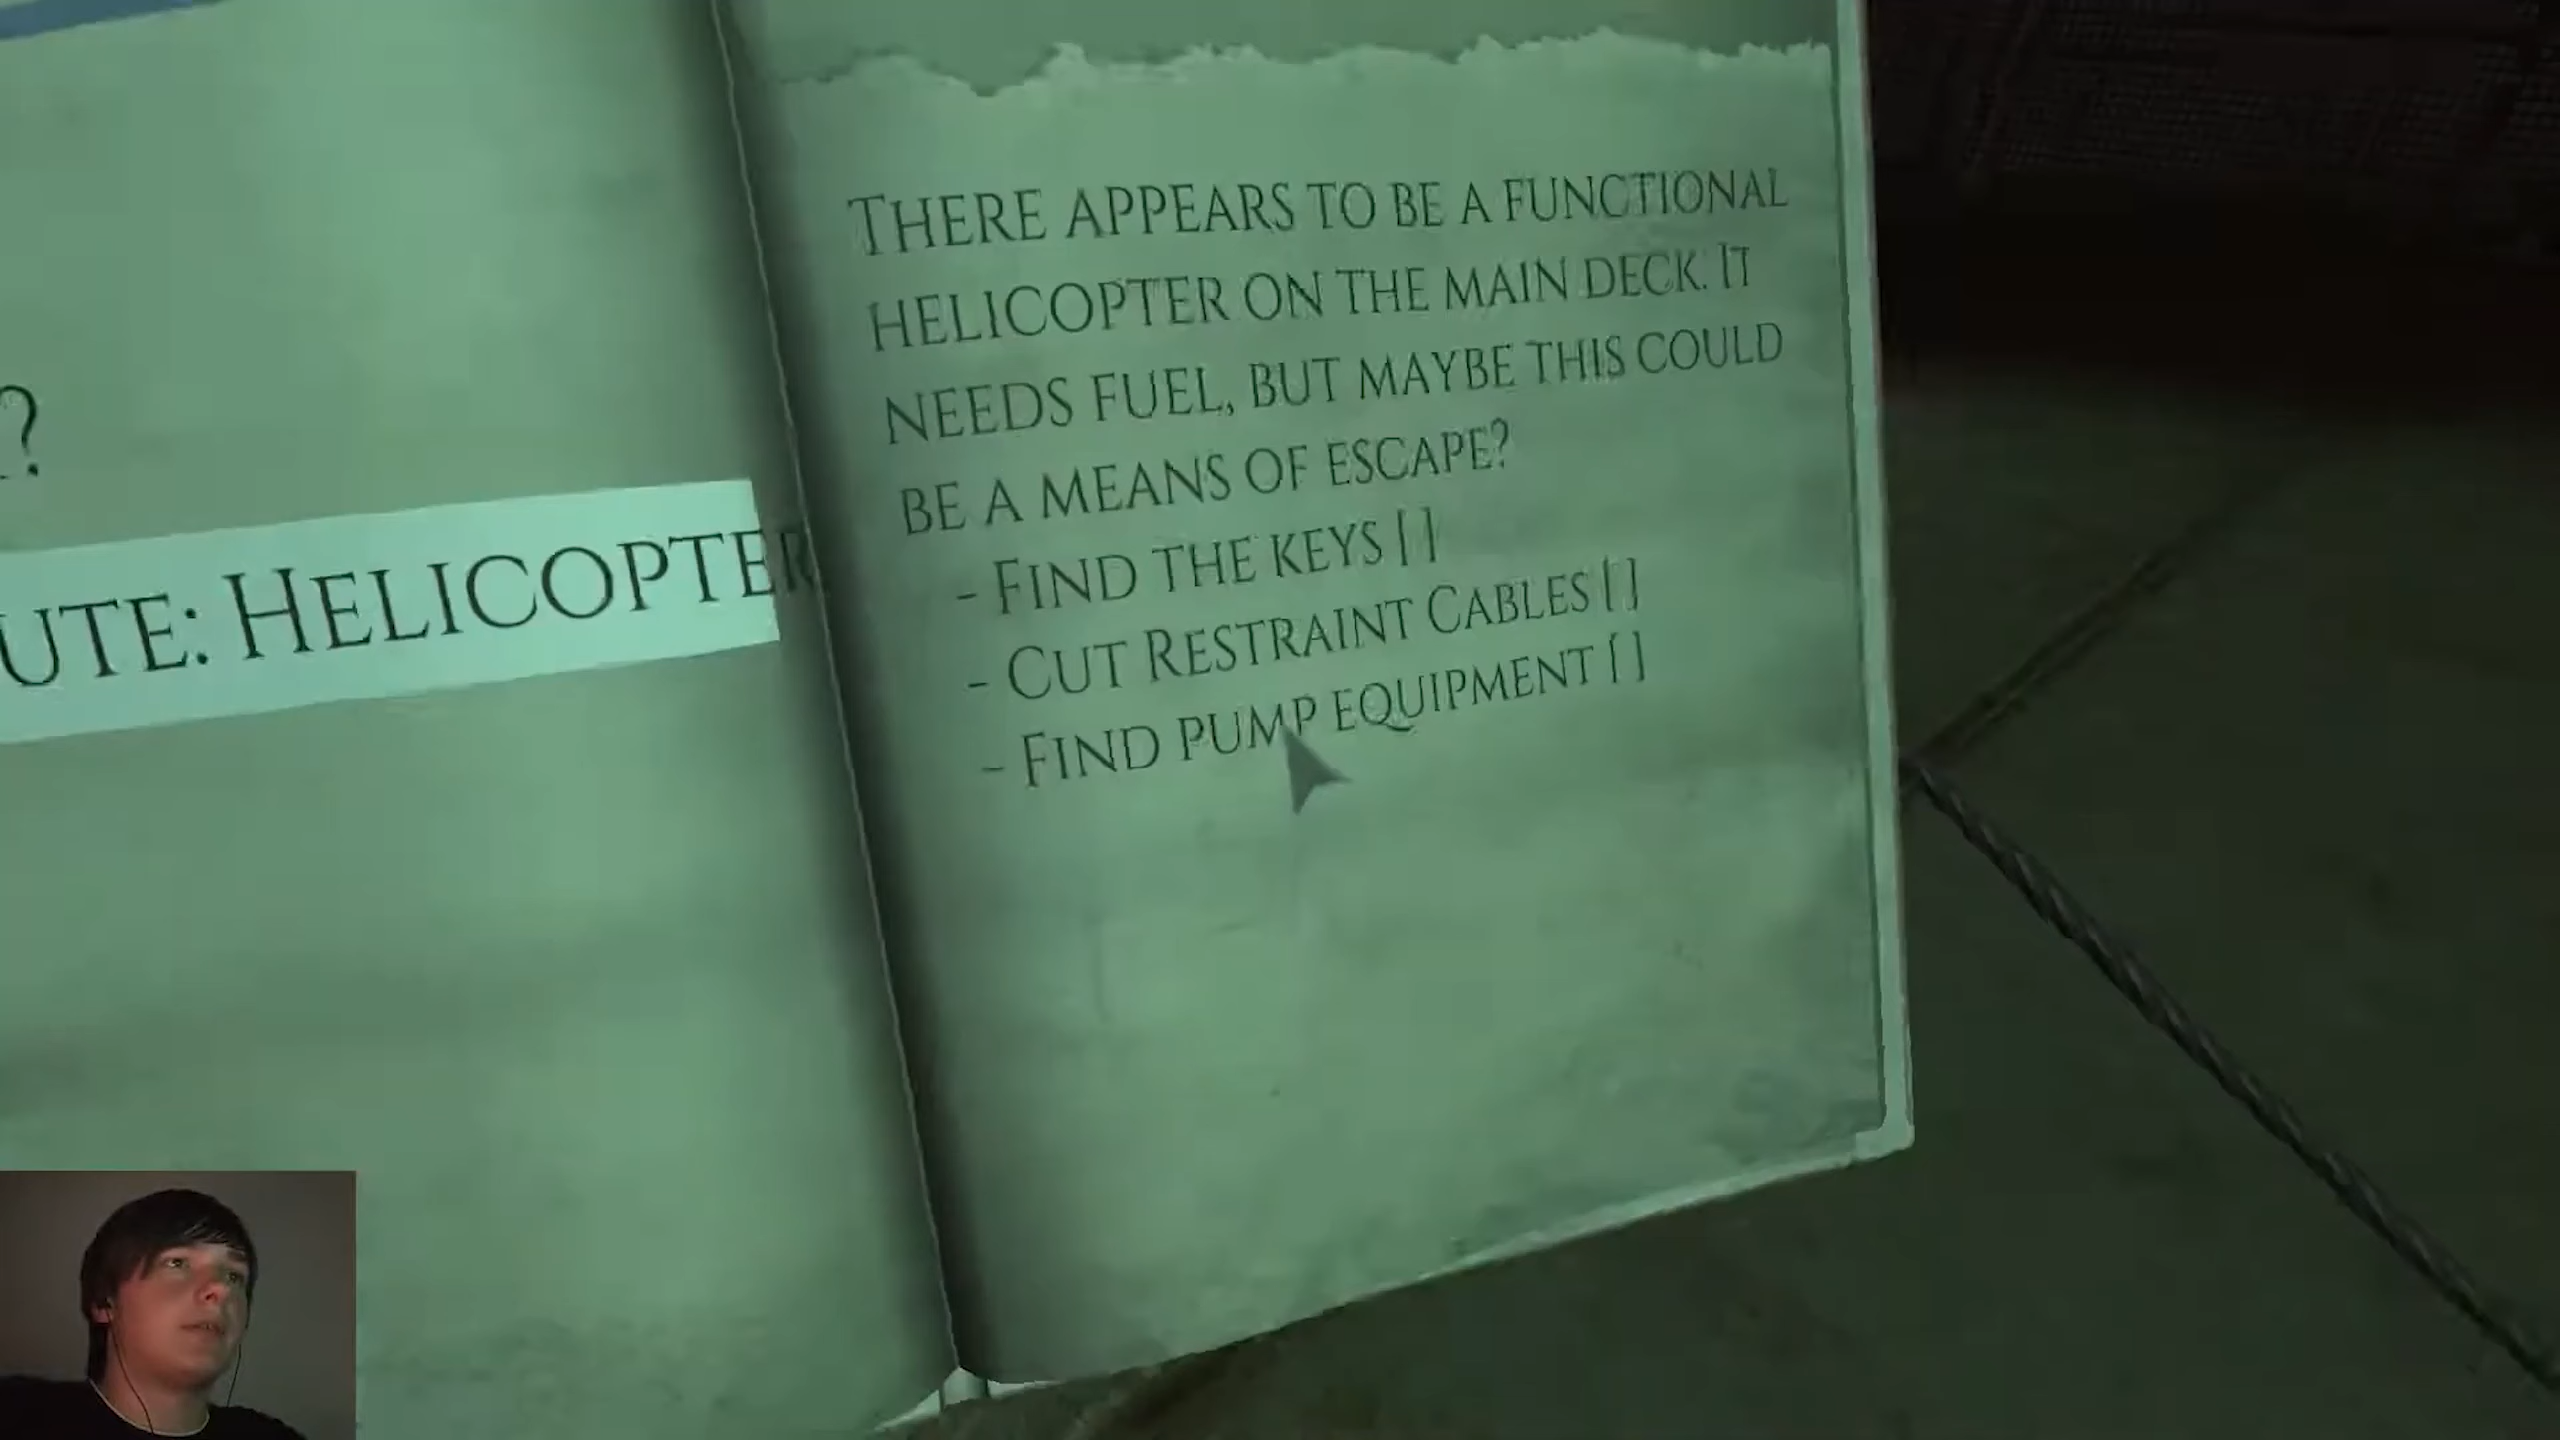 ?
UTE: HELICOPTER
THERE APPEARS TO BE A FUNCTIONAL
HELICOPTER ON THE MAIN DECK. IT
NEEDS FUEL, BUT MAYBE THIS COULD
BE A MEANS OF ESCAPE?
- FIND THE KEYS [ ]
- CUT RESTRAINT CABLES [ ]
- FIND PUMP EQUIPMENT [ ]